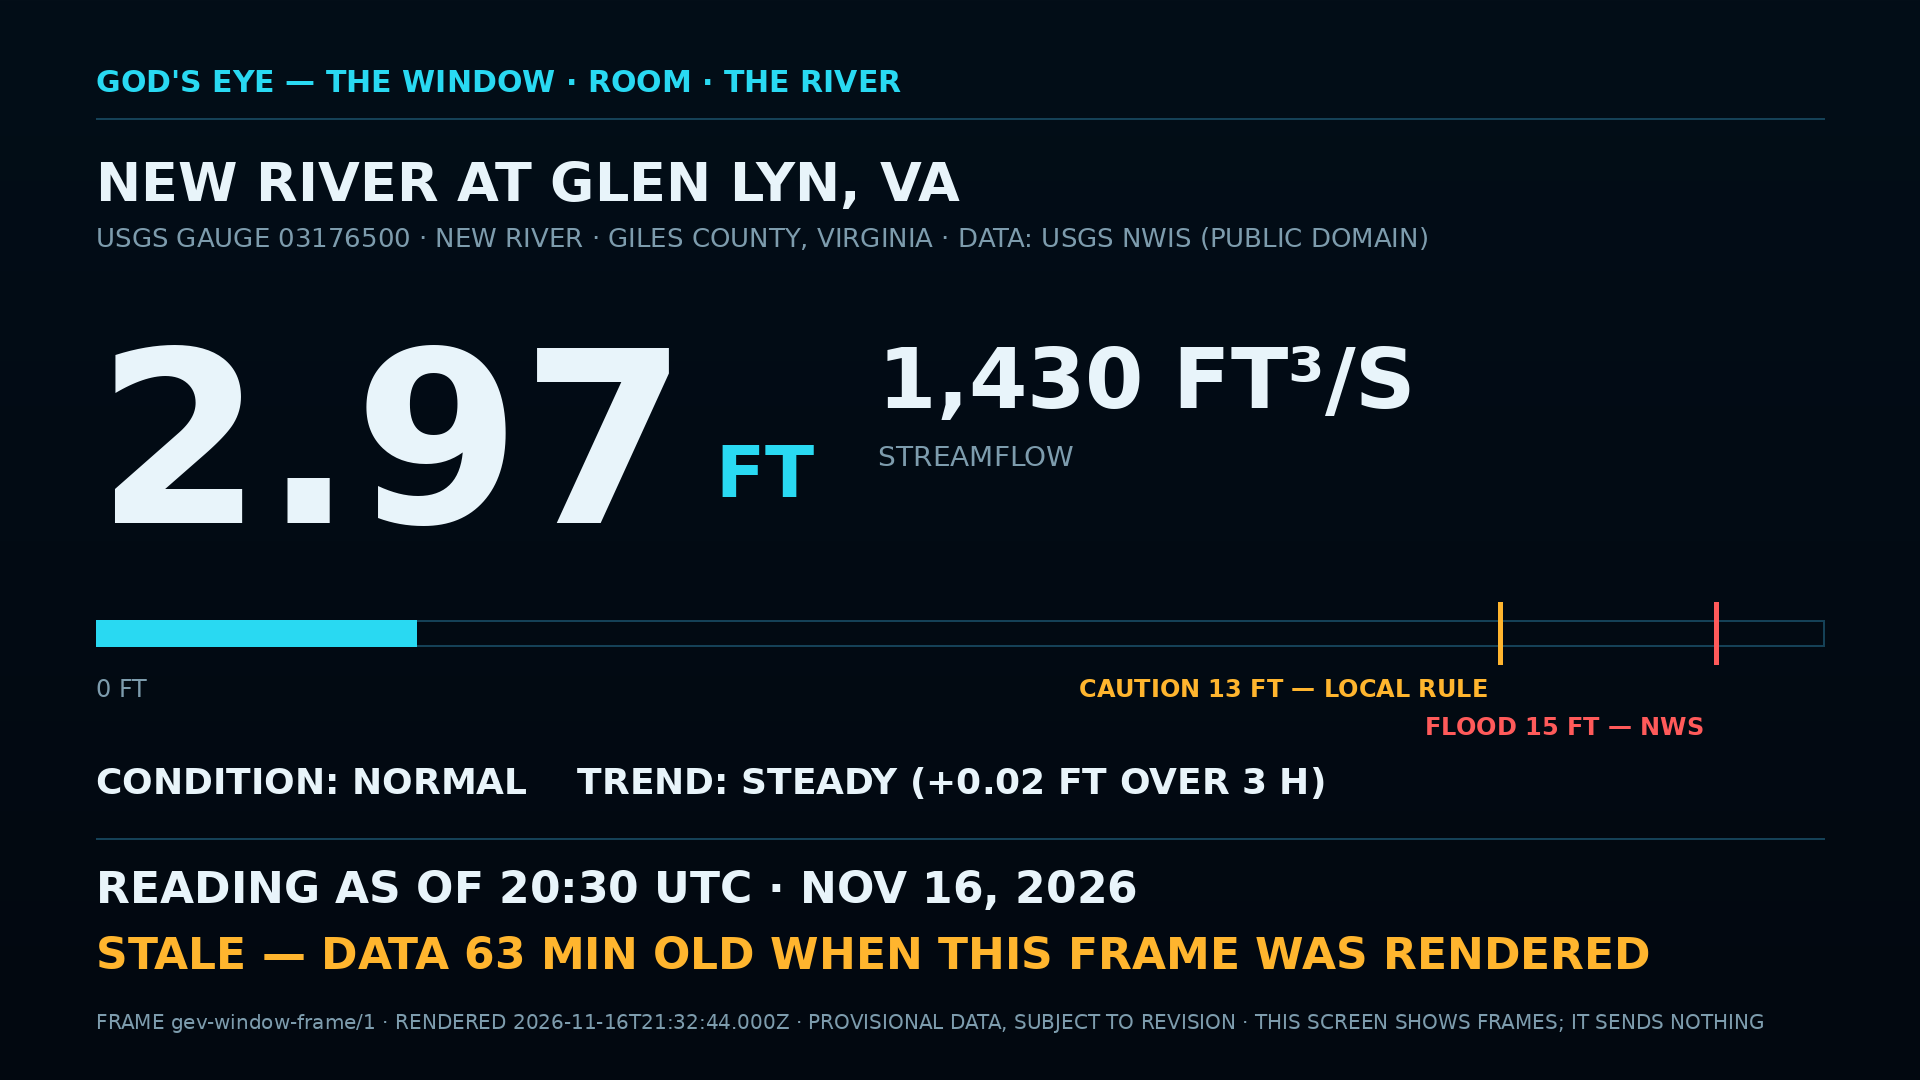 GOD'S EYE — THE WINDOW · ROOM · THE RIVER
NEW RIVER AT GLEN LYN, VA
USGS GAUGE 03176500 · NEW RIVER · GILES COUNTY, VIRGINIA · DATA: USGS NWIS (PUBLIC DOMAIN)
2.97 FT
1,430 FT³/S
STREAMFLOW
0 FT
CAUTION 13 FT — LOCAL RULE
FLOOD 15 FT — NWS
CONDITION: NORMAL TREND: STEADY (+0.02 FT OVER 3 H)
READING AS OF 20:30 UTC · NOV 16, 2026
STALE — DATA 63 MIN OLD WHEN THIS FRAME WAS RENDERED
FRAME gev-window-frame/1 · RENDERED 2026-11-16T21:32:44.000Z · PROVISIONAL DATA, SUBJECT TO REVISION · THIS SCREEN SHOWS FRAMES; IT SENDS NOTHING